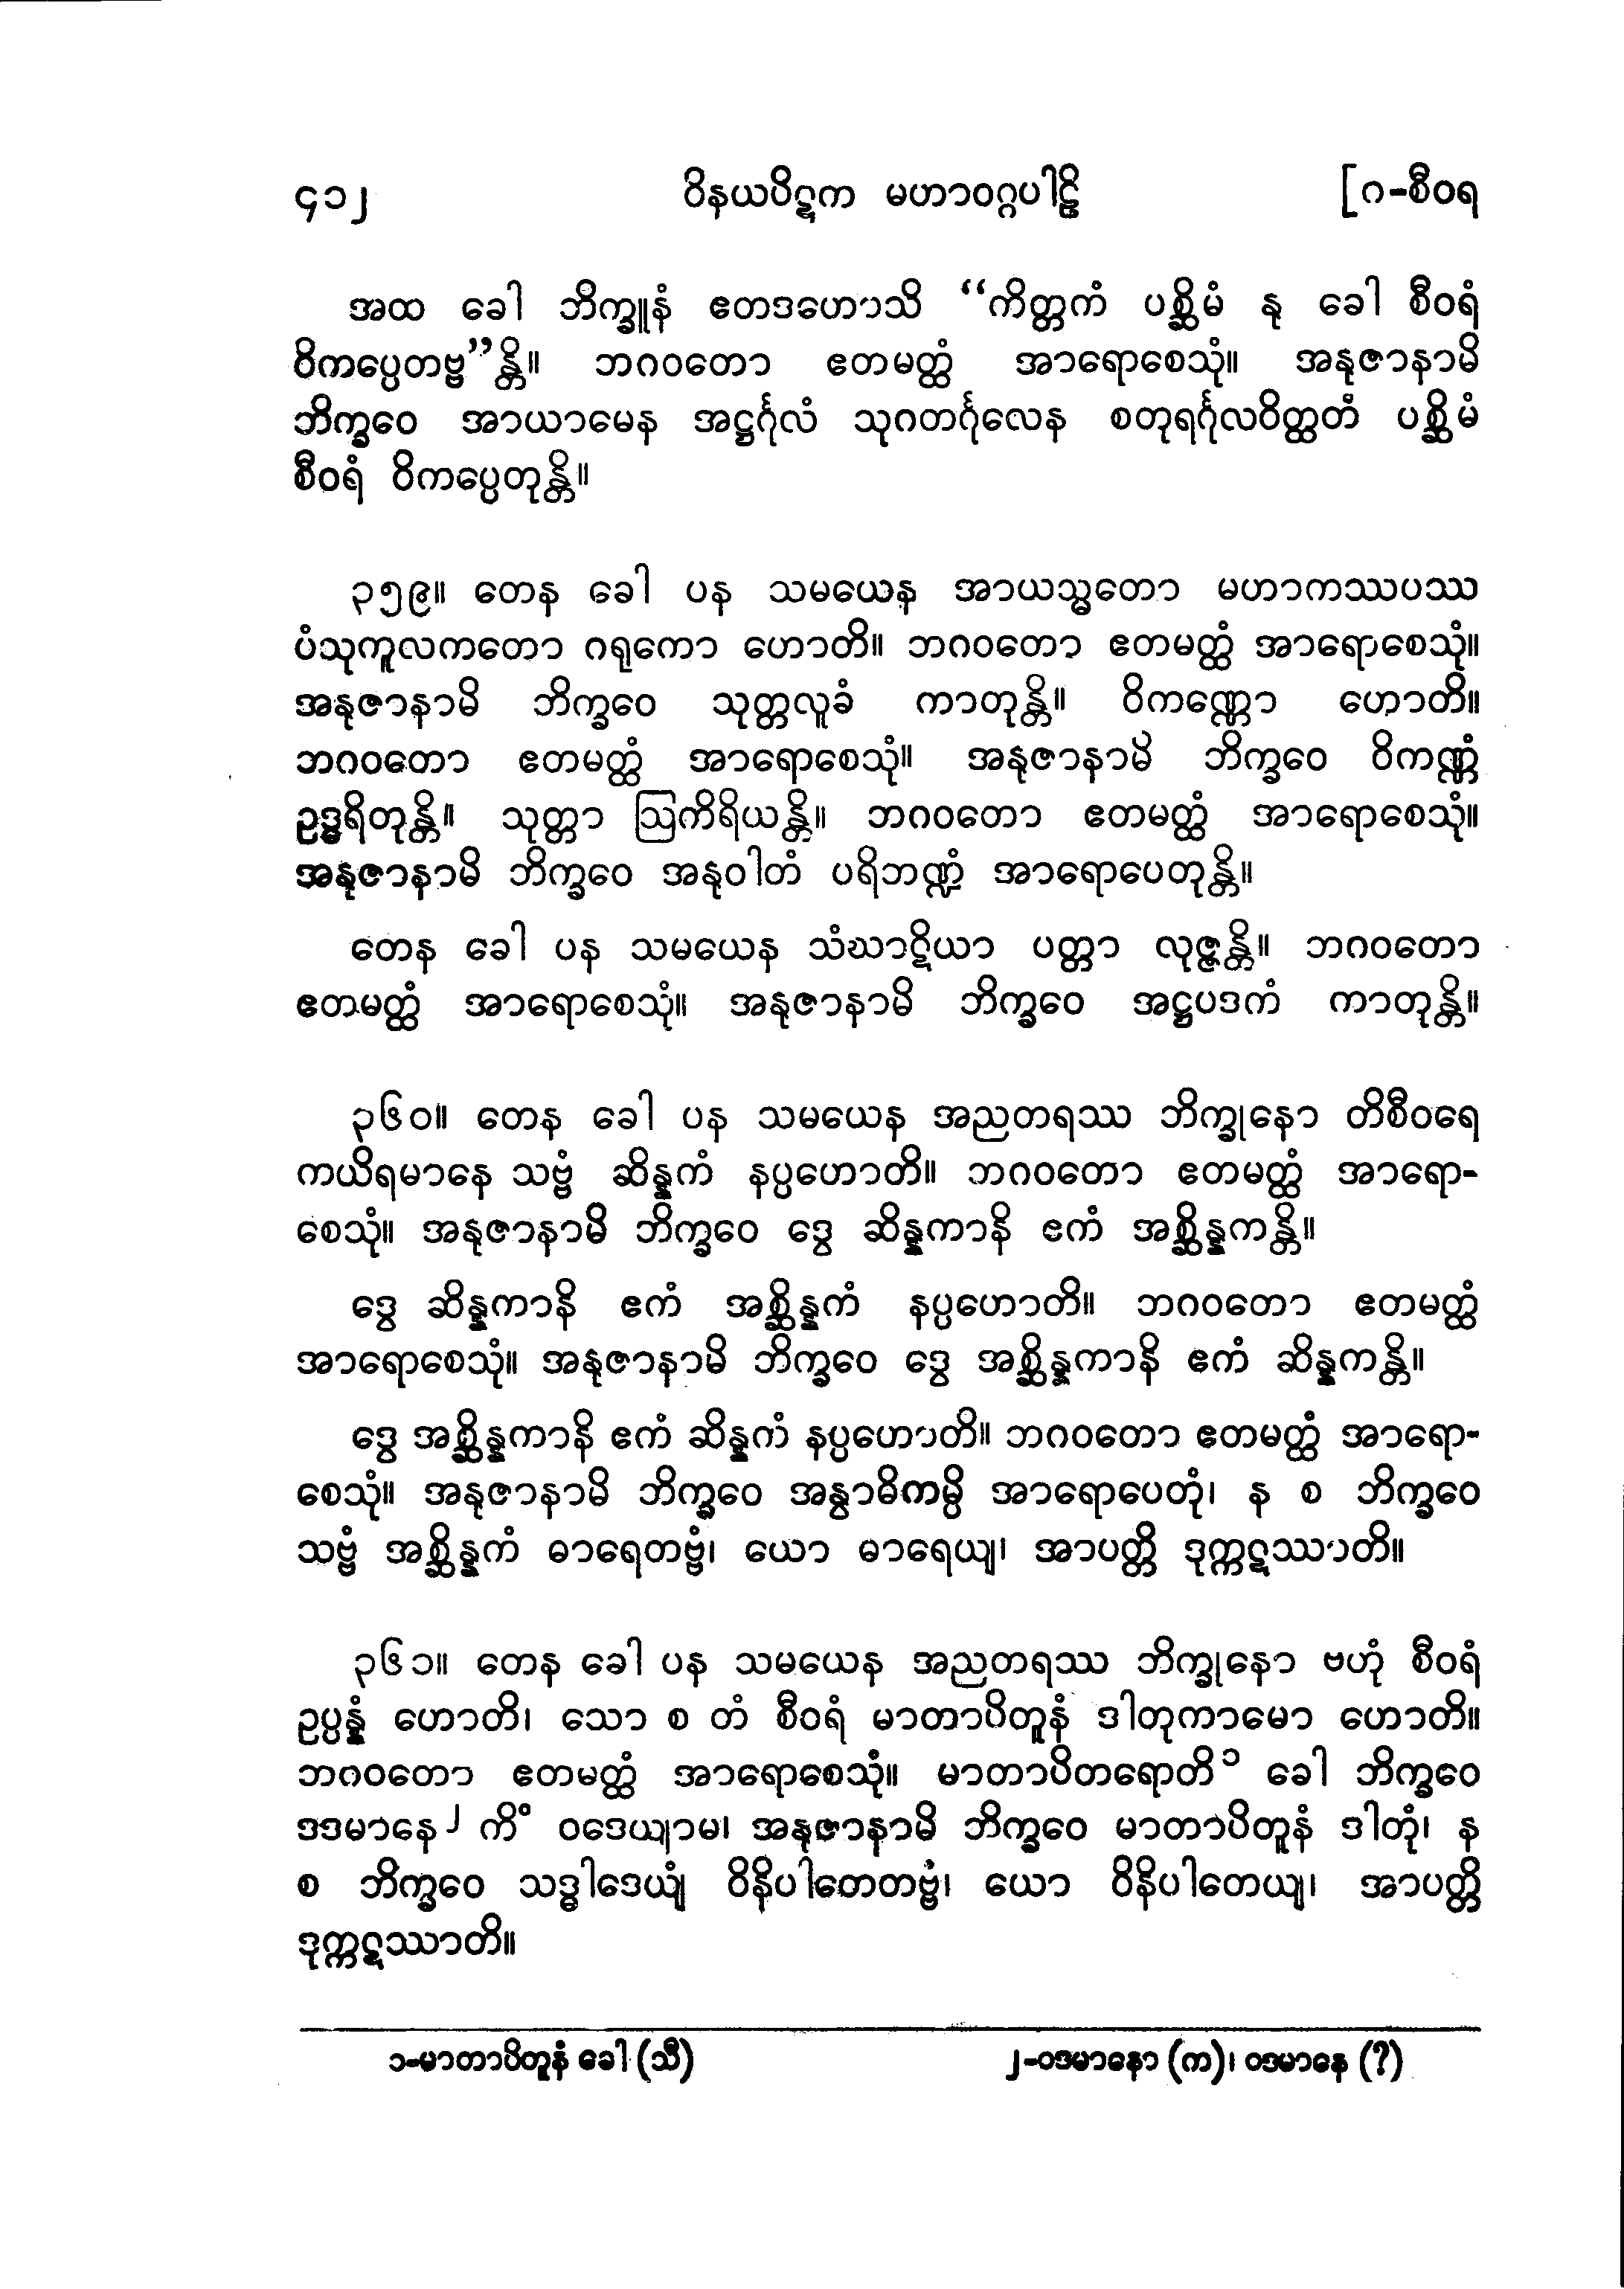 ၄၁၂ ဝိနယပိဋက မဟာဝဂ္ဂပါဠိ [၈-စီဝရ
အထ ခေါ ဘိက္ခူနံ ဧတဒဟောသိ “ကိတ္တကံ ပစ္ဆိမံ နု ခေါ စီဝရံ
ဝိကပ္ပေတဗ္ဗ”န္တိ။ ဘဂဝတော ဧတမတ္ထံ အာရောစေသုံ။ အနုဇာနာမိ
ဘိက္ခဝေ အာယာမေန အဋ္ဌင်္ဂုလံ သုဂတင်္ဂုလေန စတုရင်္ဂုလဝိတ္ထတံ ပစ္ဆိမံ
စီဝရံ ဝိကပ္ပေတုန္တိ။
၃၅၉။ တေန ခေါ ပန သမယေန အာယသ္မတော မဟာကဿပဿ
ပံသုကူလကတော ဂရုကော ဟောတိ။ ဘဂဝတော ဧတမတ္ထံ အာရောစေသုံ။
အနုဇာနာမိ ဘိက္ခဝေ သုတ္တလူခံ ကာတုန္တိ။ ဝိကဏ္ဏော ဟောတိ။
ဘဂဝတော ဧတမတ္ထံ အာရောစေသုံ။ အနုဇာနာမိ ဘိက္ခဝေ ဝိကဏ္ဏံ
ဥဒ္ဓရိတုန္တိ။ သုတ္တာ ဩကိရိယန္တိ။ ဘဂဝတော ဧတမတ္ထံ အာရောစေသုံ။
အနုဇာနာမိ ဘိက္ခဝေ အနုဝါတံ ပရိဘဏ္ဍံ အာရောပေတုန္တိ။
တေန ခေါ ပန သမယေန သံဃာဋိယာ ပတ္တာ လုဇ္ဇန္တိ။ ဘဂဝတော
ဧတမတ္ထံ အာရောစေသုံ။ အနုဇာနာမိ ဘိက္ခဝေ အဋ္ဌပဒကံ ကာတုန္တိ။
၃၆၀။ တေန ခေါ ပန သမယေန အညတရဿ ဘိက္ခုနော တိစီဝရေ
ကယိရမာနေ သဗ္ဗံ ဆိန္နကံ နပ္ပဟောတိ။ ဘဂဝတော ဧတမတ္ထံ အာရော-
စေသုံ။ အနုဇာနာမိ ဘိက္ခဝေ ဒွေ ဆိန္နကာနိ ဧကံ အစ္ဆိန္နကန္တိ။
ဒွေ ဆိန္နကာနိ ဧကံ အစ္ဆိန္နကံ နပ္ပဟောတိ။ ဘဂဝတော ဧတမတ္ထံ
အာရောစေသုံ။ အနုဇာနာမိ ဘိက္ခဝေ ဒွေ အစ္ဆိန္နကာနိ ဧကံ ဆိန္နကန္တိ။
ဒွေ အစ္ဆိန္နကာနိ ဧကံ ဆိန္နကံ နပ္ပဟောတိ။ ဘဂဝတော ဧတမတ္ထံ အာရော-
စေသုံ။ အနုဇာနာမိ ဘိက္ခဝေ အနွာဓိကမ္ပိ အာရောပေတုံ၊ န စ ဘိက္ခဝေ
သဗ္ဗံ အစ္ဆိန္နကံ ဓာရေတဗ္ဗံ၊ ယော ဓာရေယျ၊ အာပတ္တိ ဒုက္ကဋဿာတိ။
၃၆၁။ တေန ခေါ ပန သမယေန အညတရဿ ဘိက္ခုနော ဗဟုံ စီဝရံ
ဥပ္ပန္နံ ဟောတိ၊ သော စ တံ စီဝရံ မာတာပိတူနံ ဒါတုကာမော ဟောတိ။
ဘဂဝတော ဧတမတ္ထံ အာရောစေသုံ။ မာတာပိတရောတိ၁ ခေါ ဘိက္ခဝေ
ဒဒမာနေ၂ ကိံ ဝဒေယျာမ၊ အနုဇာနာမိ ဘိက္ခဝေ မာတာပိတူနံ ဒါတုံ၊ န
စ ဘိက္ခဝေ သဒ္ဓါဒေယျံ ဝိနိပါတေတဗ္ဗံ၊ ယော ဝိနိပါတေယျ၊ အာပတ္တိ
ဒုက္ကဋဿာတိ။
၁-မာတာပိတူနံ ခေါ (သီ) ၂-ဝဒမာနော (က)၊ ဝဒမာနေ (?)